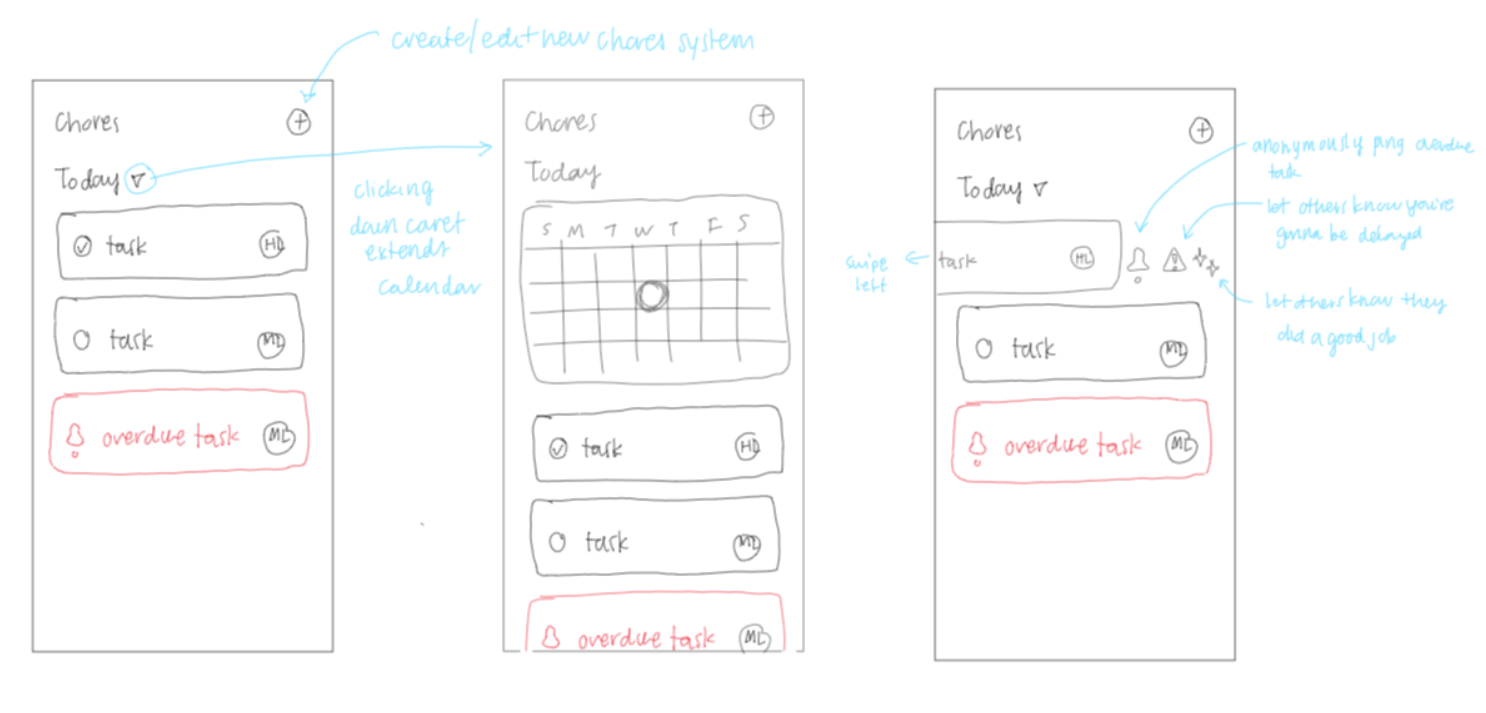 create/edit new chores system
Chores
Today
task HD
task ML
overdue task ML
clicking
down caret
extends
calendar
Chores
Today
S M T W T F S
task HD
task ML
overdue task ML
Chores
Today
swipe
left
task HL
task ML
overdue task ML
anonymously ping overdue
task
let others know you're
gonna be delayed
let others know they
did a good job